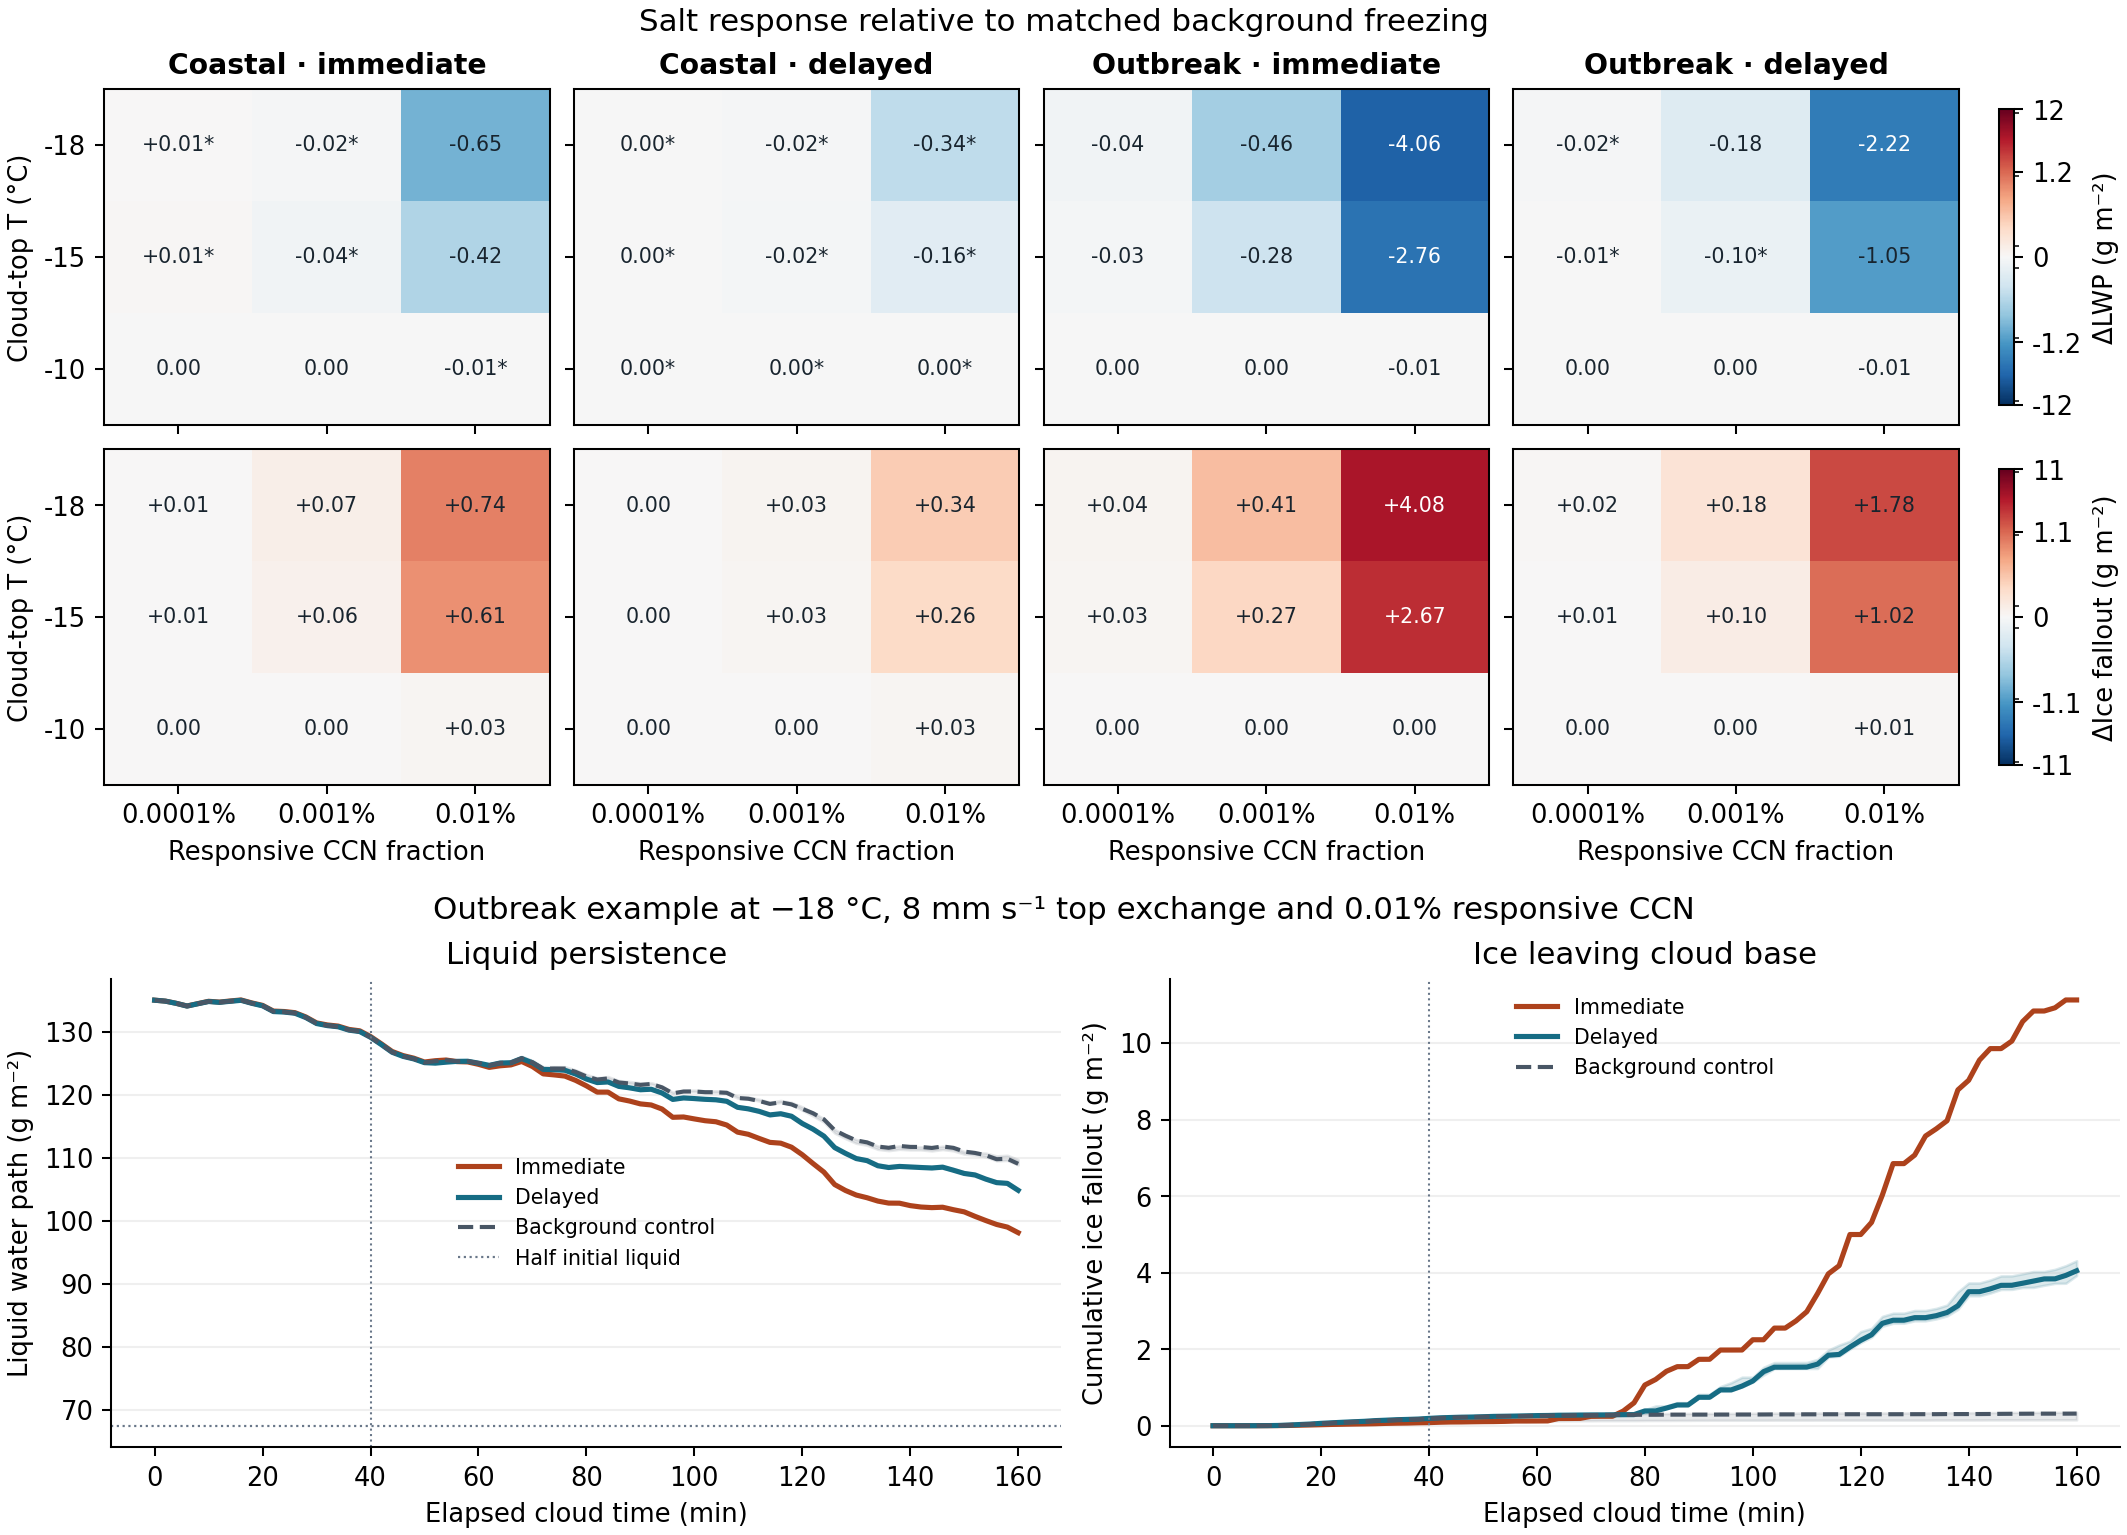 Salt response relative to matched background freezing
Coastal · immediate
Coastal · delayed
Outbreak · immediate
Outbreak · delayed
Cloud-top T (°C)
-18
-15
-10
+0.01* -0.02* -0.65
+0.01* -0.04* -0.42
0.00 0.00 -0.01*
0.00* -0.02* -0.34*
0.00* -0.02* -0.16*
0.00* 0.00* 0.00*
-0.04 -0.46 -4.06
-0.03 -0.28 -2.76
0.00 0.00 -0.01
-0.02* -0.18 -2.22
-0.01* -0.10* -1.05
0.00 0.00 -0.01
12
1.2
0
-1.2
-12
ΔLWP (g m⁻²)
Cloud-top T (°C)
-18
-15
-10
+0.01 +0.07 +0.74
+0.01 +0.06 +0.61
0.00 0.00 +0.03
0.00 +0.03 +0.34
0.00 +0.03 +0.26
0.00 0.00 +0.03
+0.04 +0.41 +4.08
+0.03 +0.27 +2.67
0.00 0.00 0.00
+0.02 +0.18 +1.78
+0.01 +0.10 +1.02
0.00 0.00 +0.01
11
1.1
0
-1.1
-11
ΔIce fallout (g m⁻²)
0.0001% 0.001% 0.01%
Responsive CCN fraction
0.0001% 0.001% 0.01%
Responsive CCN fraction
0.0001% 0.001% 0.01%
Responsive CCN fraction
0.0001% 0.001% 0.01%
Responsive CCN fraction
Outbreak example at −18 °C, 8 mm s⁻¹ top exchange and 0.01% responsive CCN
Liquid persistence
Liquid water path (g m⁻²)
130
120
110
100
90
80
70
Immediate
Delayed
Background control
Half initial liquid
0 20 40 60 80 100 120 140 160
Elapsed cloud time (min)
Ice leaving cloud base
Cumulative ice fallout (g m⁻²)
10
8
6
4
2
0
Immediate
Delayed
Background control
0 20 40 60 80 100 120 140 160
Elapsed cloud time (min)